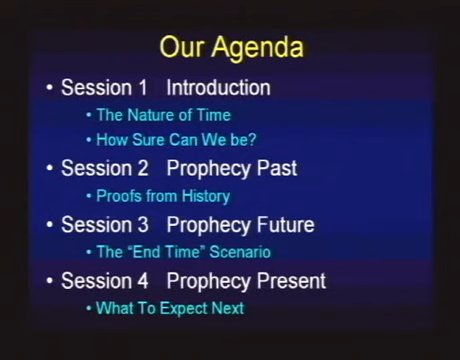 Our Agenda
• Session 1 Introduction
• The Nature of Time
• How Sure Can We be?
• Session 2 Prophecy Past
• Proofs from History
• Session 3 Prophecy Future
• The “End Time” Scenario
• Session 4 Prophecy Present
• What To Expect Next